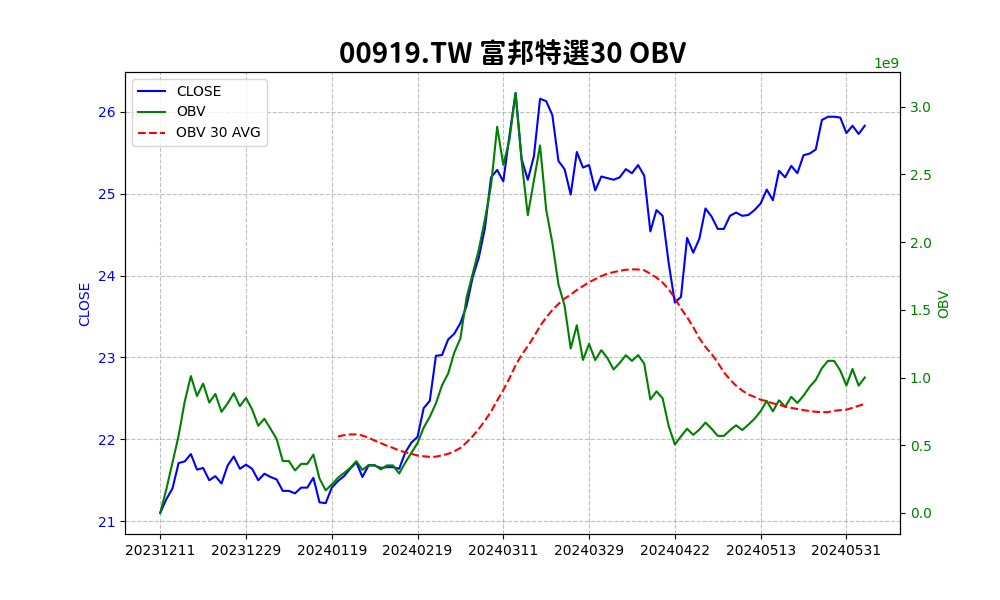 00919.TW 富邦特選30 OBV
1e9
CLOSE
OBV
OBV 30 AVG
26
25
24
23
22
21
CLOSE
3.0
2.5
2.0
1.5
1.0
0.5
0.0
OBV
20231211 20231229 20240119 20240219 20240311 20240329 20240422 20240513 20240531